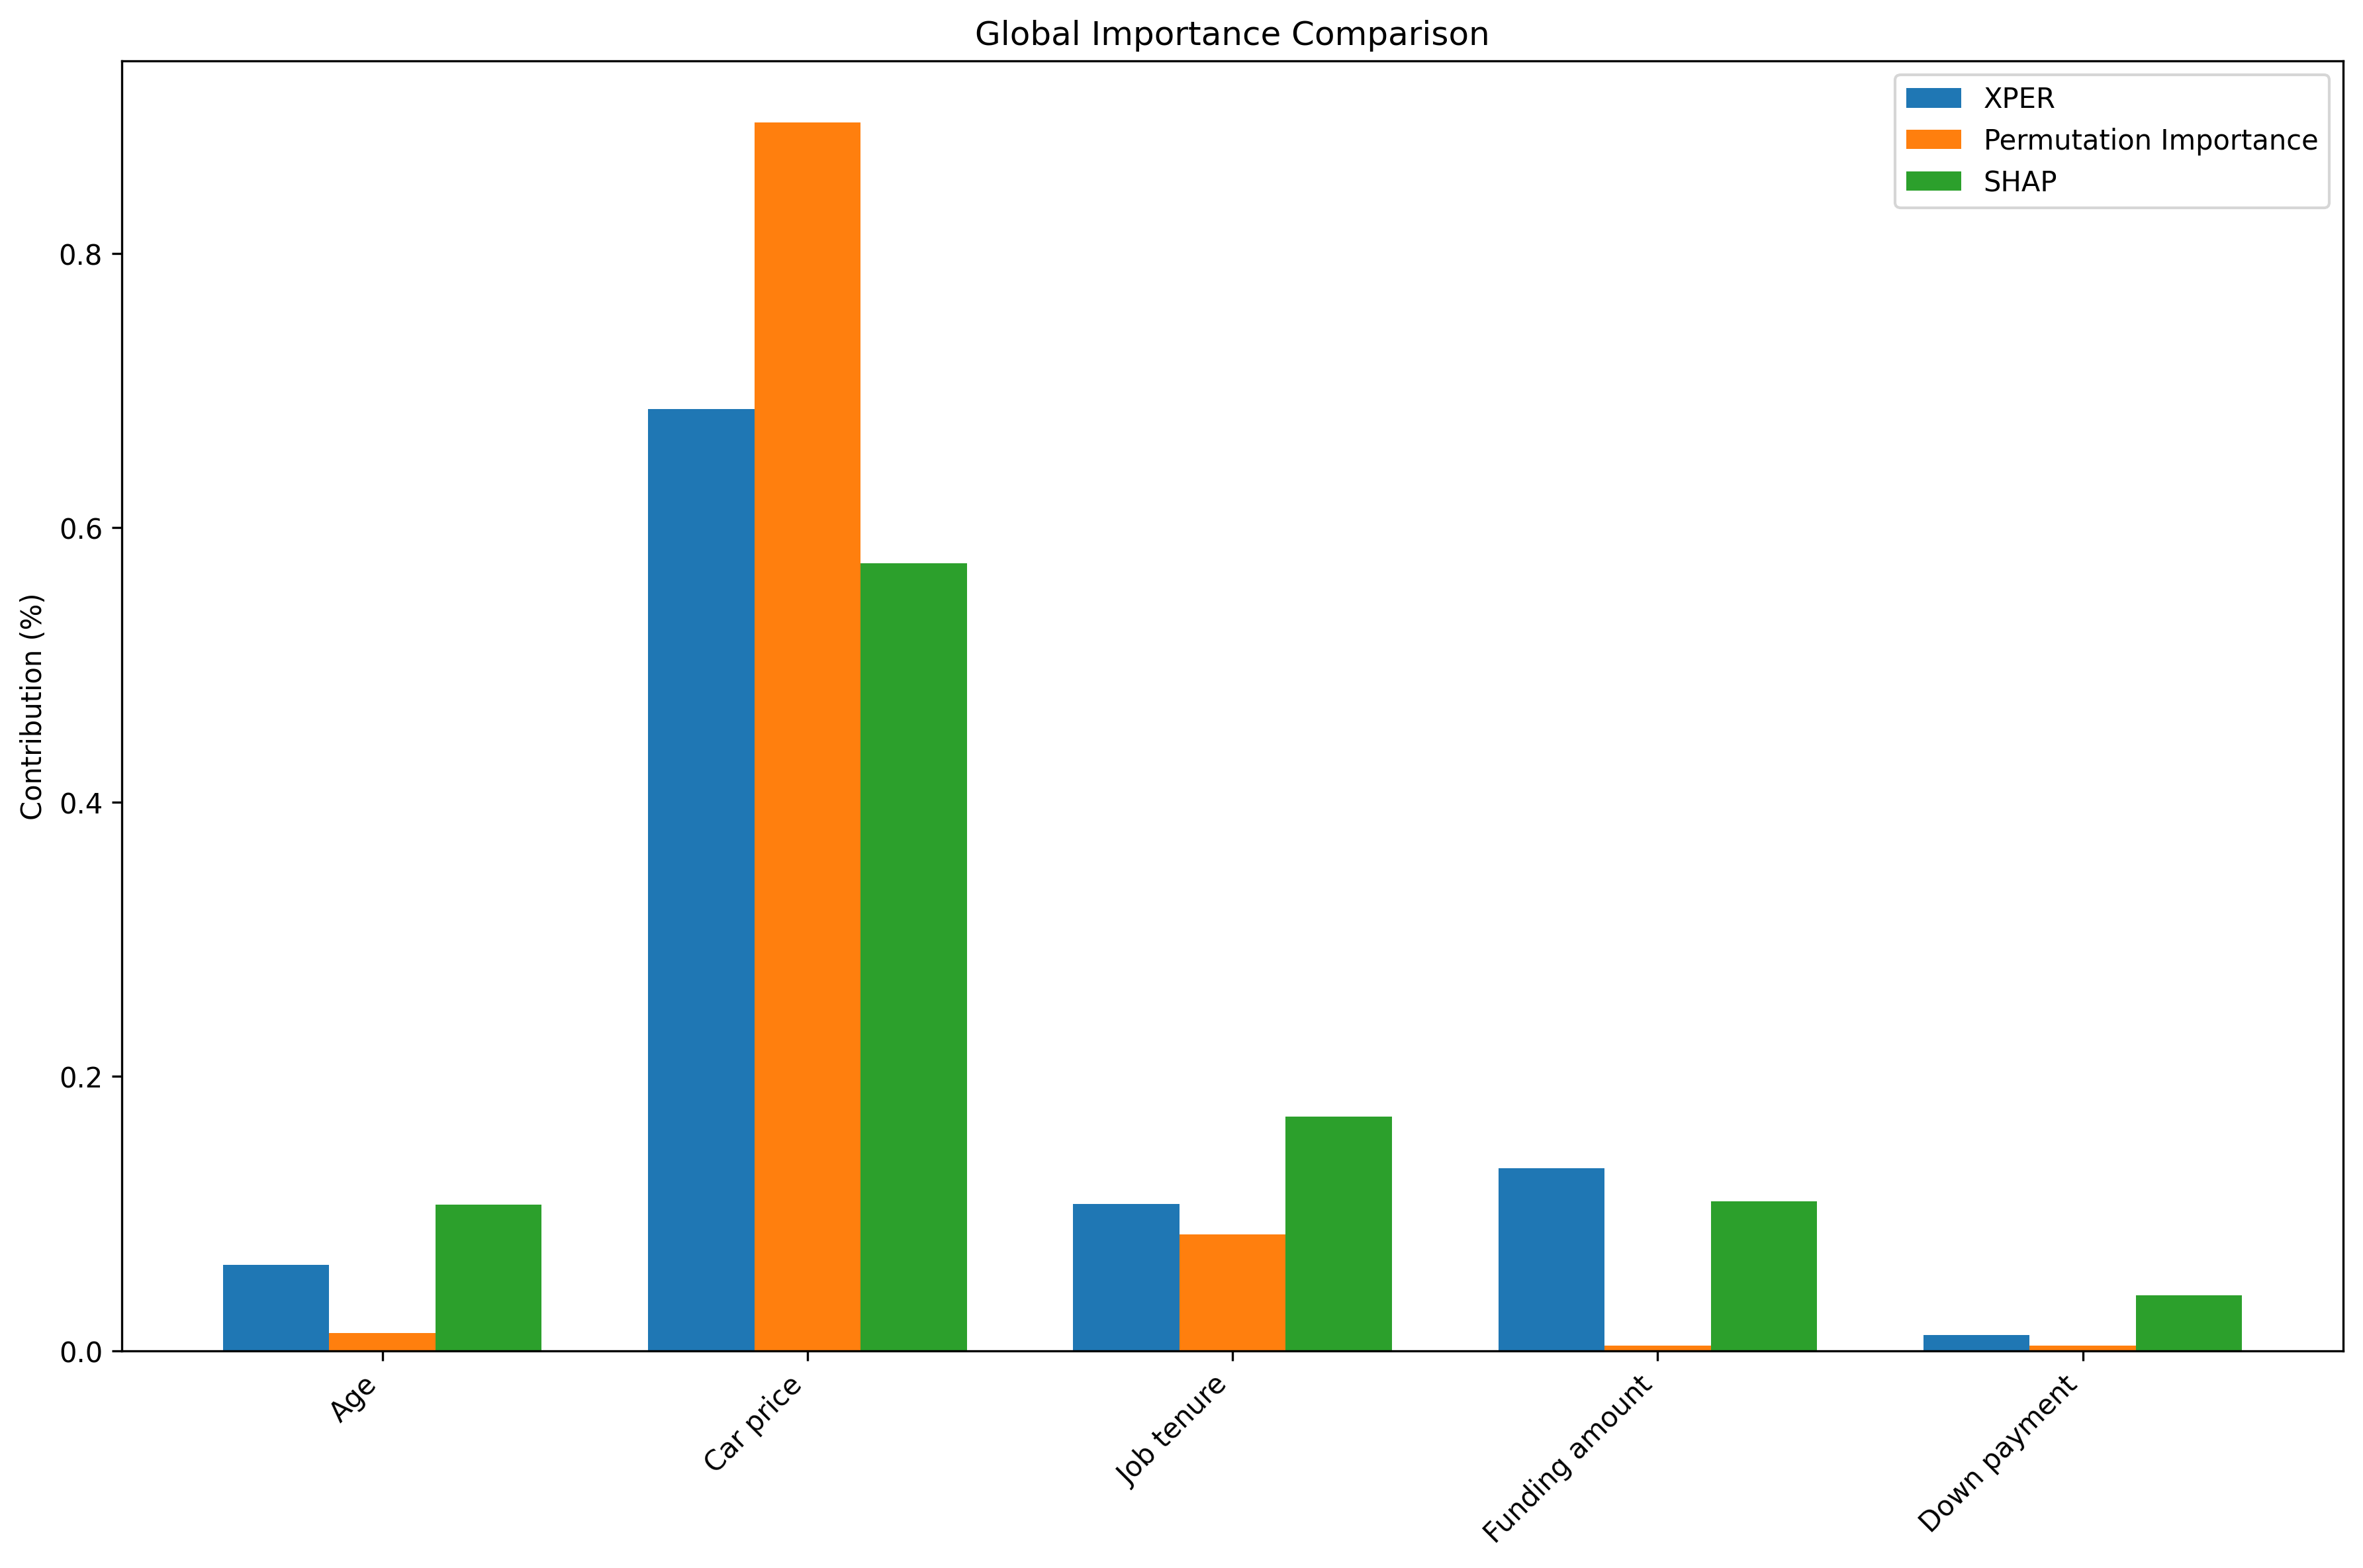 Global Importance Comparison
XPER
Permutation Importance
SHAP
Contribution (%)
0.8
0.6
0.4
0.2
0.0
Age
Car price
Job tenure
Funding amount
Down payment